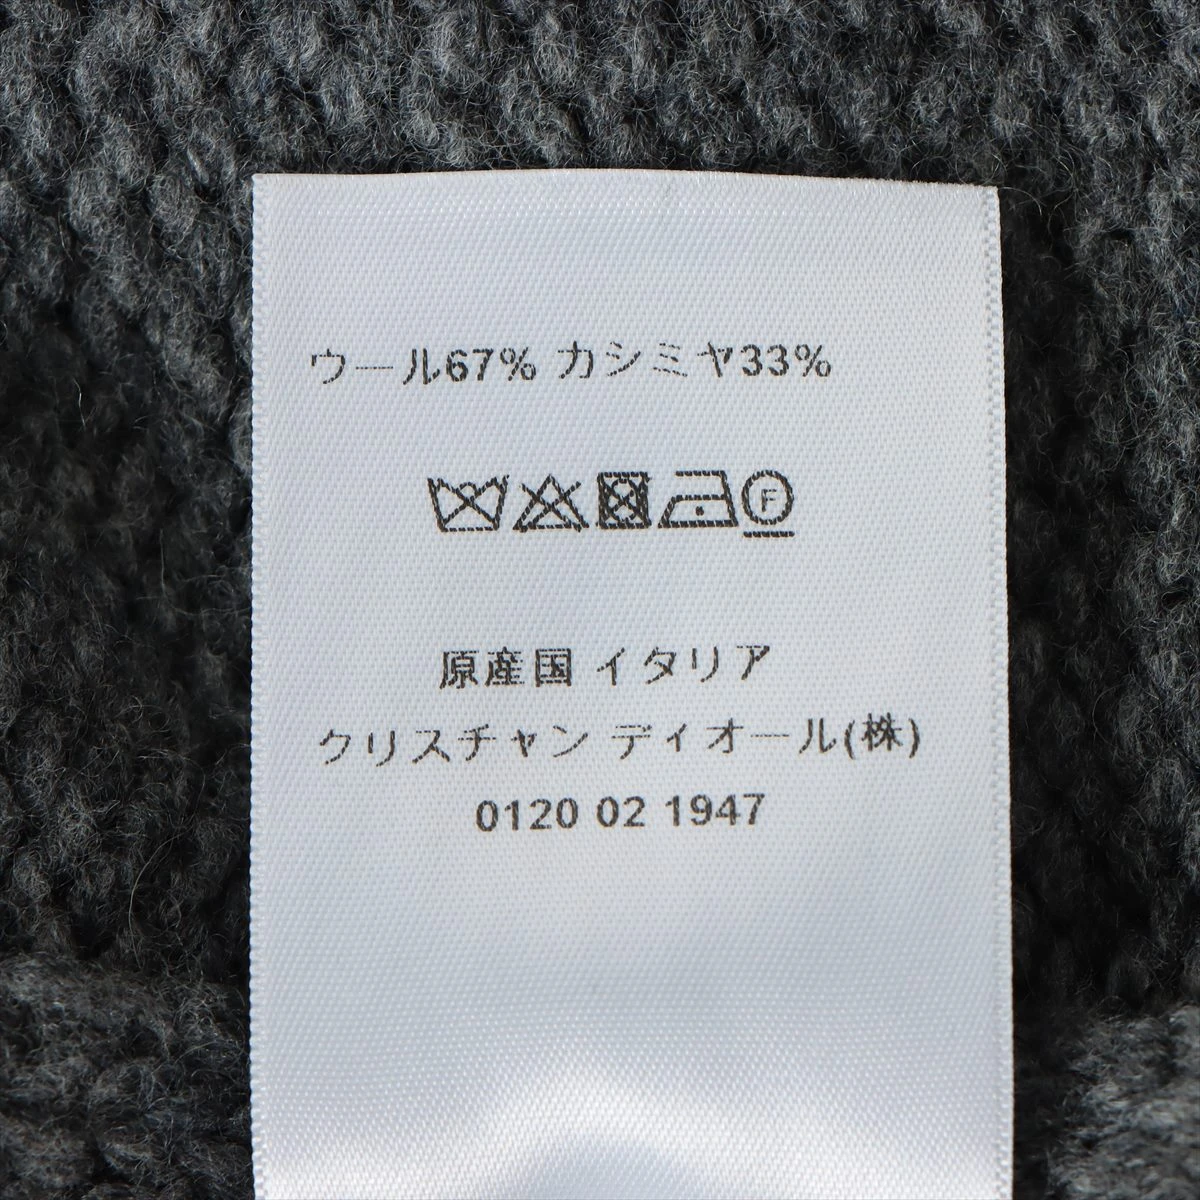 ウール67% カシミヤ33%
F
原産国 イタリア
クリスチャン ディオール(株)
0120 02 1947